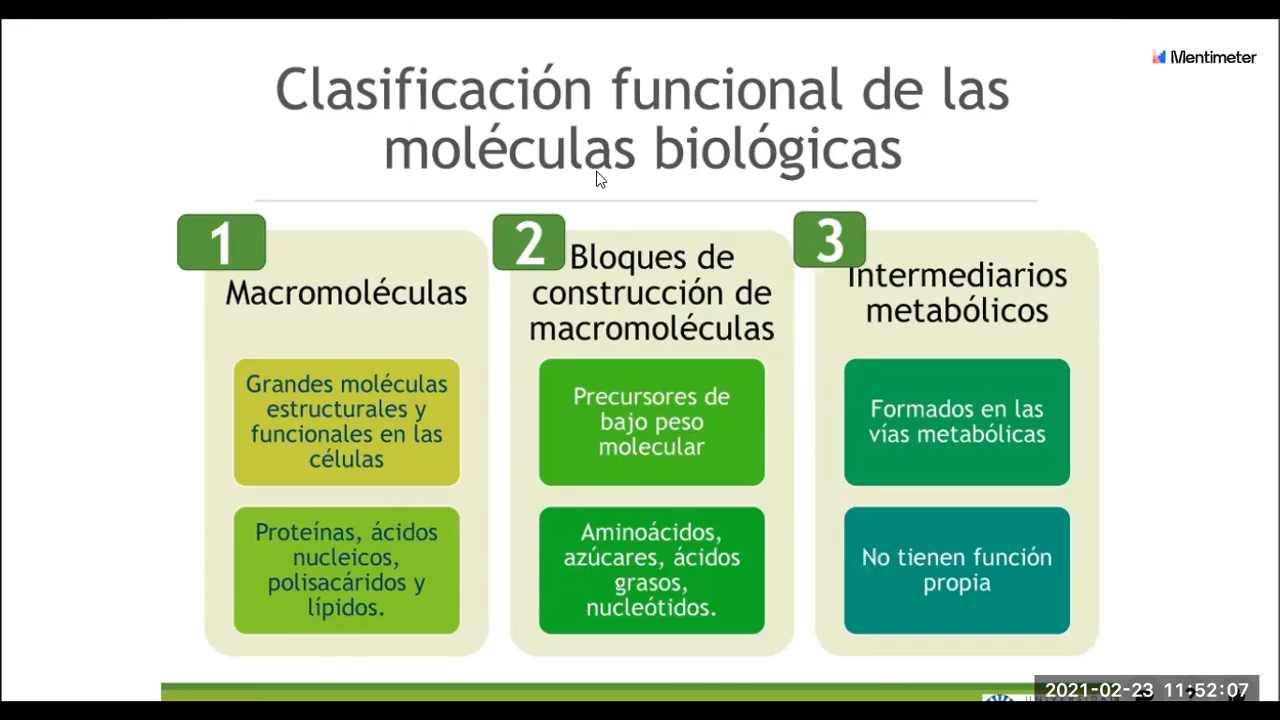 Mentimeter
Clasificación funcional de las
moléculas biológicas
1
Macromoléculas
Grandes moléculas
estructurales y
funcionales en las
células
Proteínas, ácidos
nucleicos,
polisacáridos y
lípidos.
2
Bloques de
construcción de
macromoléculas
Precursores de
bajo peso
molecular
Aminoácidos,
azúcares, ácidos
grasos,
nucleótidos.
3
Intermediarios
metabólicos
Formados en las
vías metabólicas
No tienen función
propia
2021-02-23 11:52:07